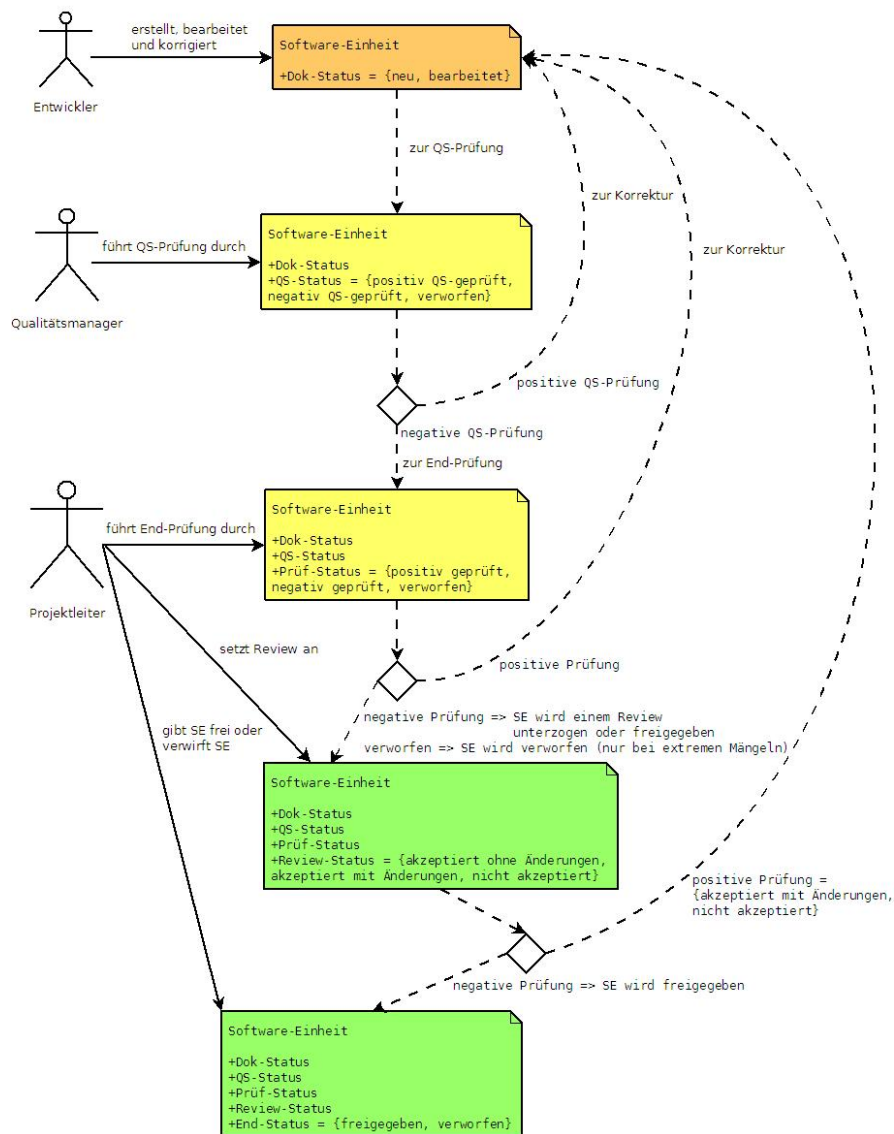 erstellt, bearbeitet
und korrigiert
Entwickler
Software-Einheit
+Dok-Status = {neu, bearbeitet}
zur QS-Prüfung
zur Korrektur
zur Korrektur
führt QS-Prüfung durch
Qualitätsmanager
Software-Einheit
+Dok-Status
+QS-Status = {positiv QS-geprüft,
negativ QS-geprüft, verworfen}
positive QS-Prüfung
negative QS-Prüfung
zur End-Prüfung
führt End-Prüfung durch
Projektleiter
Software-Einheit
+Dok-Status
+QS-Status
+Prüf-Status = {positiv geprüft,
negativ geprüft, verworfen}
setzt Review an
positive Prüfung
gibt SE frei oder
verwirft SE
negative Prüfung => SE wird einem Review
unterzogen oder freigegeben
verworfen => SE wird verworfen (nur bei extremen Mängeln)
Software-Einheit
+Dok-Status
+QS-Status
+Prüf-Status
+Review-Status = {akzeptiert ohne Änderungen,
akzeptiert mit Änderungen, nicht akzeptiert}
positive Prüfung =
{akzeptiert mit Änderungen,
nicht akzeptiert}
negative Prüfung => SE wird freigegeben
Software-Einheit
+Dok-Status
+QS-Status
+Prüf-Status
+Review-Status
+End-Status = {freigegeben, verworfen}